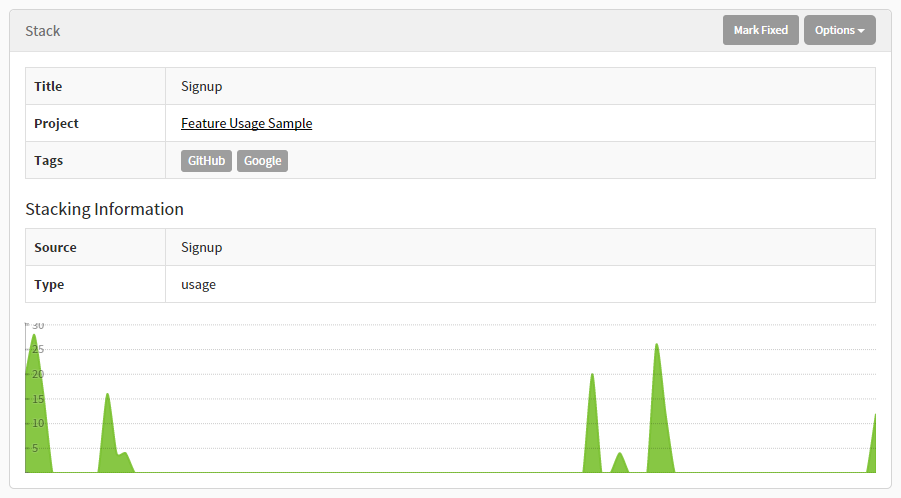 Stack Mark Fixed Options
Title Signup
Project Feature Usage Sample
Tags GitHub Google
Stacking Information
Source Signup
Type usage
30
25
20
15
10
5